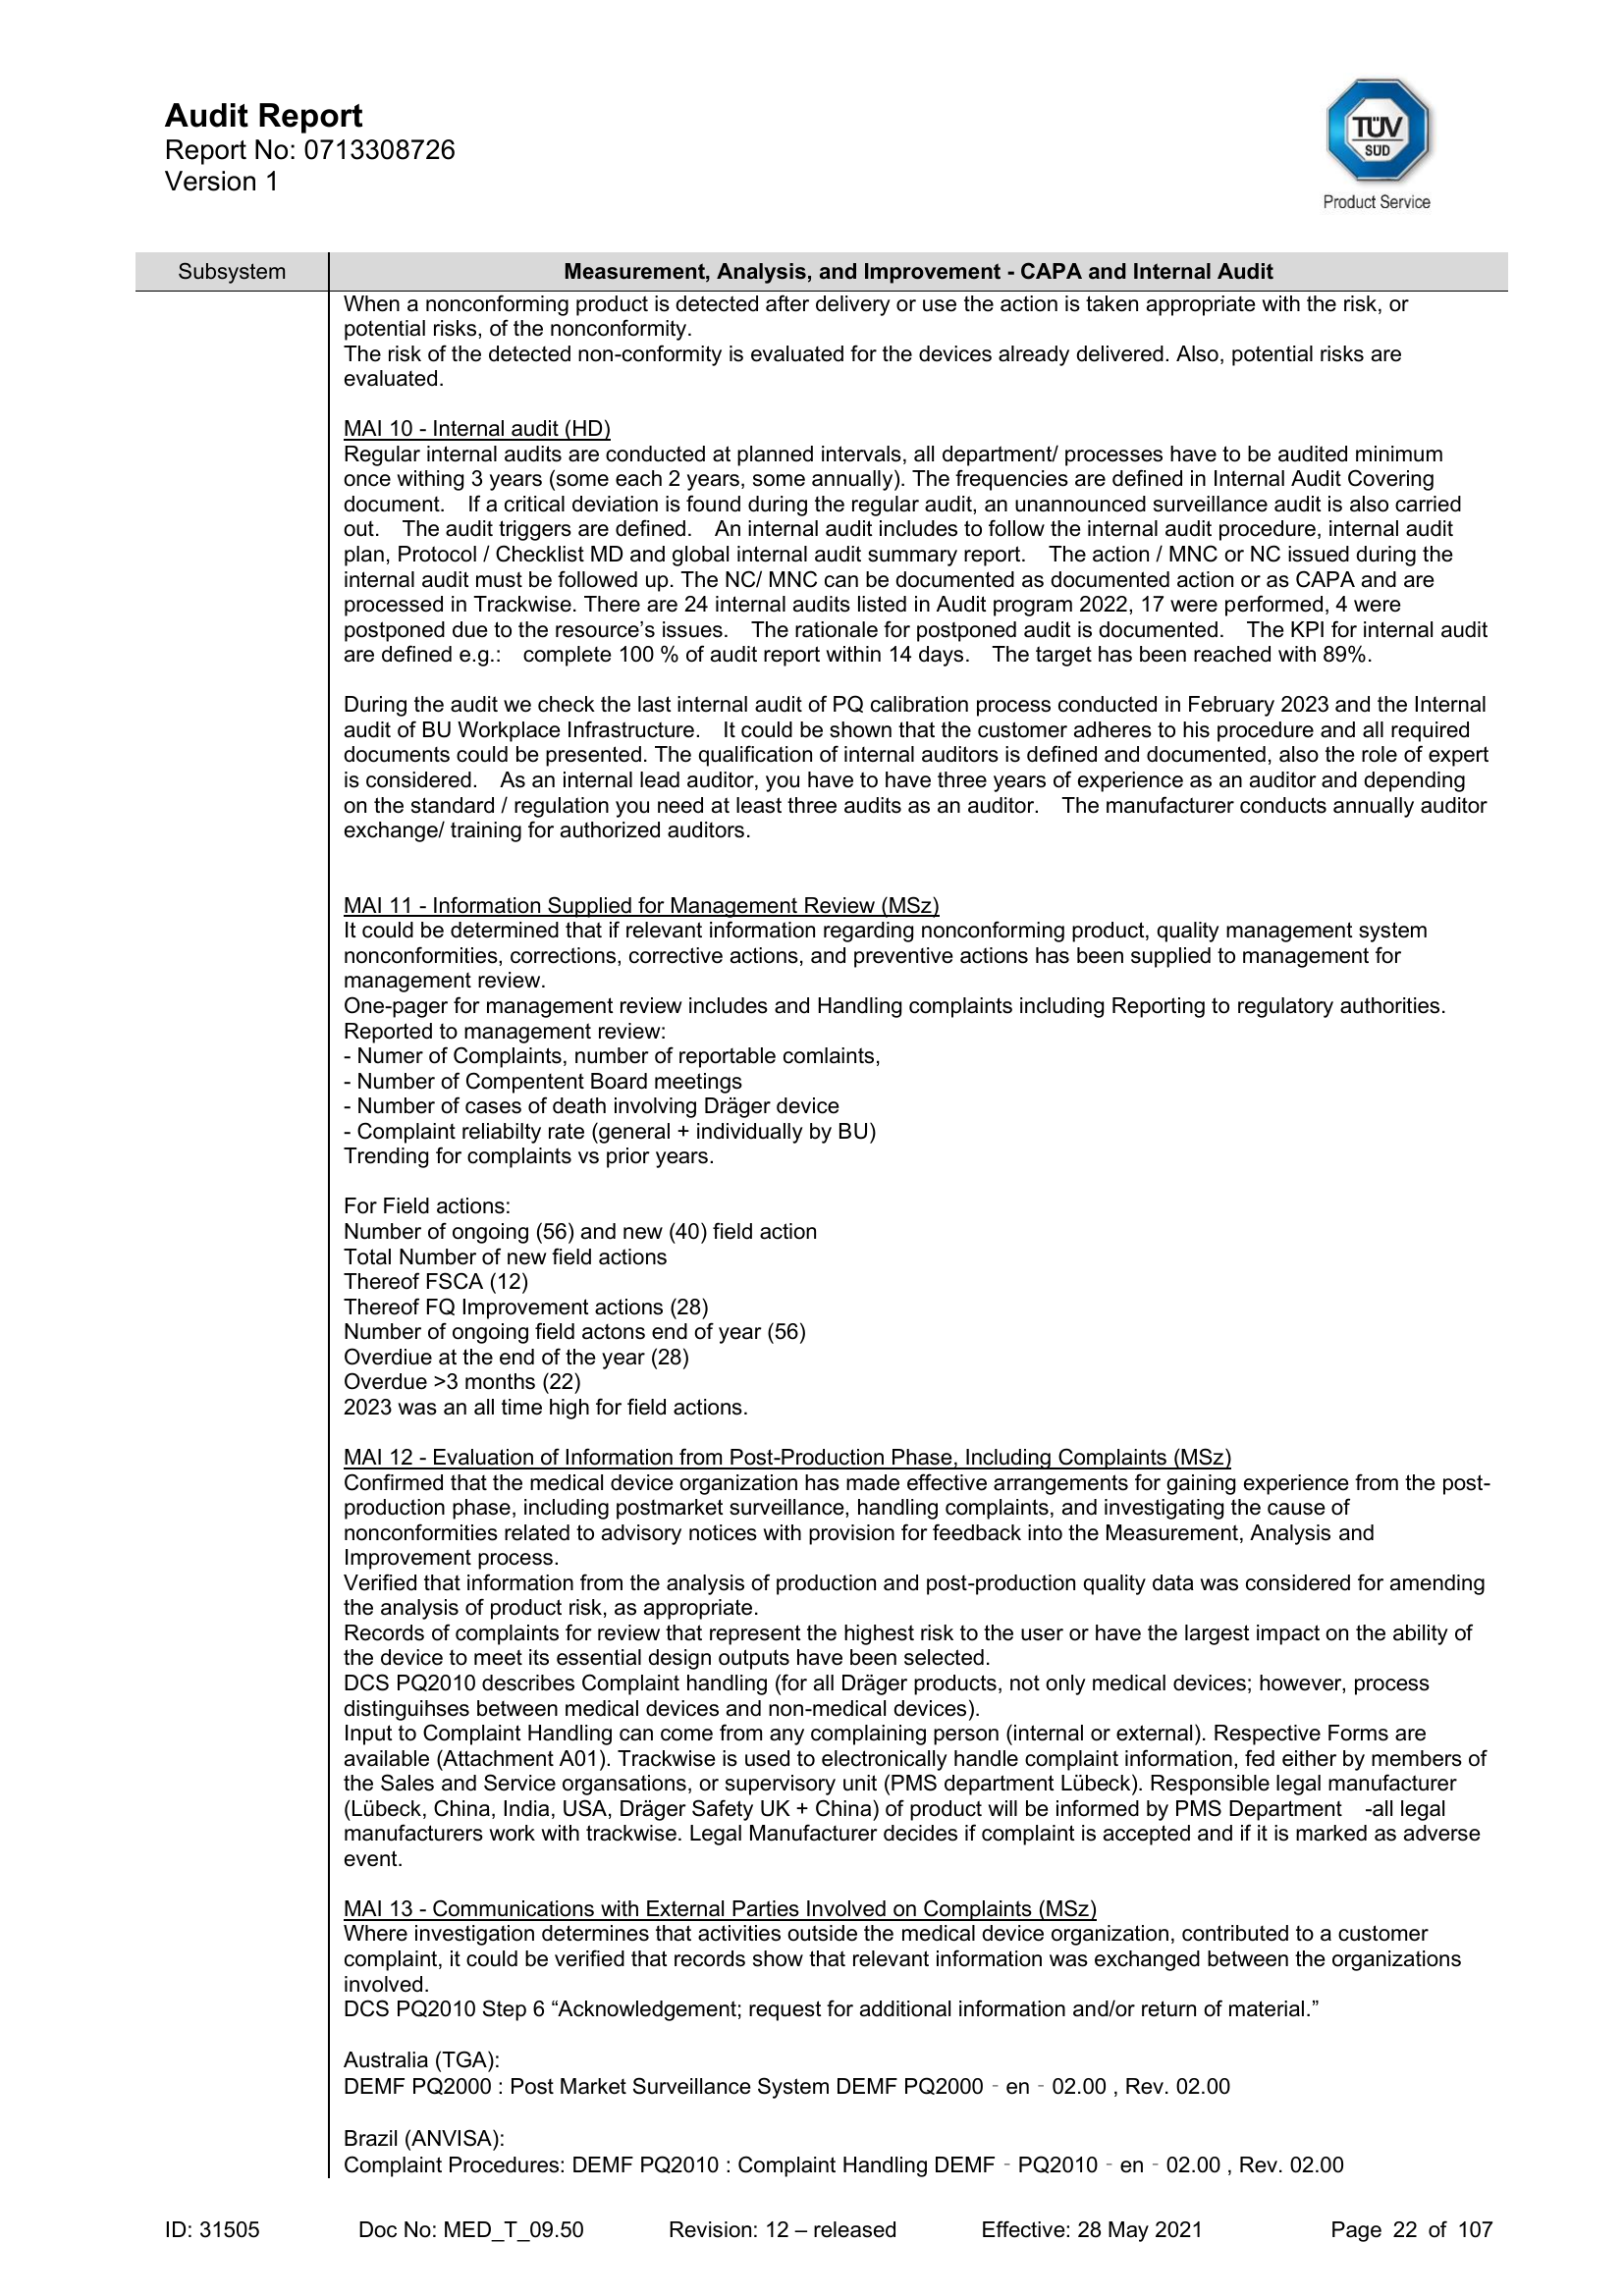 Audit Report
Report No: 0713308726
Version 1
TÜV
SÜD
Product Service
Subsystem
Measurement, Analysis, and Improvement - CAPA and Internal Audit
When a nonconforming product is detected after delivery or use the action is taken appropriate with the risk, or
potential risks, of the nonconformity.
The risk of the detected non-conformity is evaluated for the devices already delivered. Also, potential risks are
evaluated.
MAI 10 - Internal audit (HD)
Regular internal audits are conducted at planned intervals, all department/ processes have to be audited minimum
once withing 3 years (some each 2 years, some annually). The frequencies are defined in Internal Audit Covering
document. If a critical deviation is found during the regular audit, an unannounced surveillance audit is also carried
out. The audit triggers are defined. An internal audit includes to follow the internal audit procedure, internal audit
plan, Protocol / Checklist MD and global internal audit summary report. The action / MNC or NC issued during the
internal audit must be followed up. The NC/ MNC can be documented as documented action or as CAPA and are
processed in Trackwise. There are 24 internal audits listed in Audit program 2022, 17 were performed, 4 were
postponed due to the resource's issues. The rationale for postponed audit is documented. The KPI for internal audit
are defined e.g.: complete 100 % of audit report within 14 days. The target has been reached with 89%.
During the audit we check the last internal audit of PQ calibration process conducted in February 2023 and the Internal
audit of BU Workplace Infrastructure. It could be shown that the customer adheres to his procedure and all required
documents could be presented. The qualification of internal auditors is defined and documented, also the role of expert
is considered. As an internal lead auditor, you have to have three years of experience as an auditor and depending
on the standard / regulation you need at least three audits as an auditor. The manufacturer conducts annually auditor
exchange/ training for authorized auditors.
MAI 11 - Information Supplied for Management Review (MSz)
It could be determined that if relevant information regarding nonconforming product, quality management system
nonconformities, corrections, corrective actions, and preventive actions has been supplied to management for
management review.
One-pager for management review includes and Handling complaints including Reporting to regulatory authorities.
Reported to management review:
- Numer of Complaints, number of reportable comlaints,
- Number of Compentent Board meetings
- Number of cases of death involving Dräger device
- Complaint reliabilty rate (general + individually by BU)
Trending for complaints vs prior years.
For Field actions:
Number of ongoing (56) and new (40) field action
Total Number of new field actions
Thereof FSCA (12)
Thereof FQ Improvement actions (28)
Number of ongoing field actons end of year (56)
Overdiue at the end of the year (28)
Overdue >3 months (22)
2023 was an all time high for field actions.
MAI 12 - Evaluation of Information from Post-Production Phase, Including Complaints (MSz)
Confirmed that the medical device organization has made effective arrangements for gaining experience from the post-
production phase, including postmarket surveillance, handling complaints, and investigating the cause of
nonconformities related to advisory notices with provision for feedback into the Measurement, Analysis and
Improvement process.
Verified that information from the analysis of production and post-production quality data was considered for amending
the analysis of product risk, as appropriate.
Records of complaints for review that represent the highest risk to the user or have the largest impact on the ability of
the device to meet its essential design outputs have been selected.
DCS PQ2010 describes Complaint handling (for all Dräger products, not only medical devices; however, process
distinguihses between medical devices and non-medical devices).
Input to Complaint Handling can come from any complaining person (internal or external). Respective Forms are
available (Attachment A01). Trackwise is used to electronically handle complaint information, fed either by members of
the Sales and Service organsations, or supervisory unit (PMS department Lübeck). Responsible legal manufacturer
(Lübeck, China, India, USA, Dräger Safety UK + China) of product will be informed by PMS Department -all legal
manufacturers work with trackwise. Legal Manufacturer decides if complaint is accepted and if it is marked as adverse
event.
MAI 13 - Communications with External Parties Involved on Complaints (MSz)
Where investigation determines that activities outside the medical device organization, contributed to a customer
complaint, it could be verified that records show that relevant information was exchanged between the organizations
involved.
DCS PQ2010 Step 6 “Acknowledgement; request for additional information and/or return of material.”
Australia (TGA):
DEMF PQ2000 : Post Market Surveillance System DEMF PQ2000 - en - 02.00 , Rev. 02.00
Brazil (ANVISA):
Complaint Procedures: DEMF PQ2010 : Complaint Handling DEMF - PQ2010 - en - 02.00 , Rev. 02.00
ID: 31505 Doc No: MED_T_09.50 Revision: 12 – released Effective: 28 May 2021 Page 22 of 107